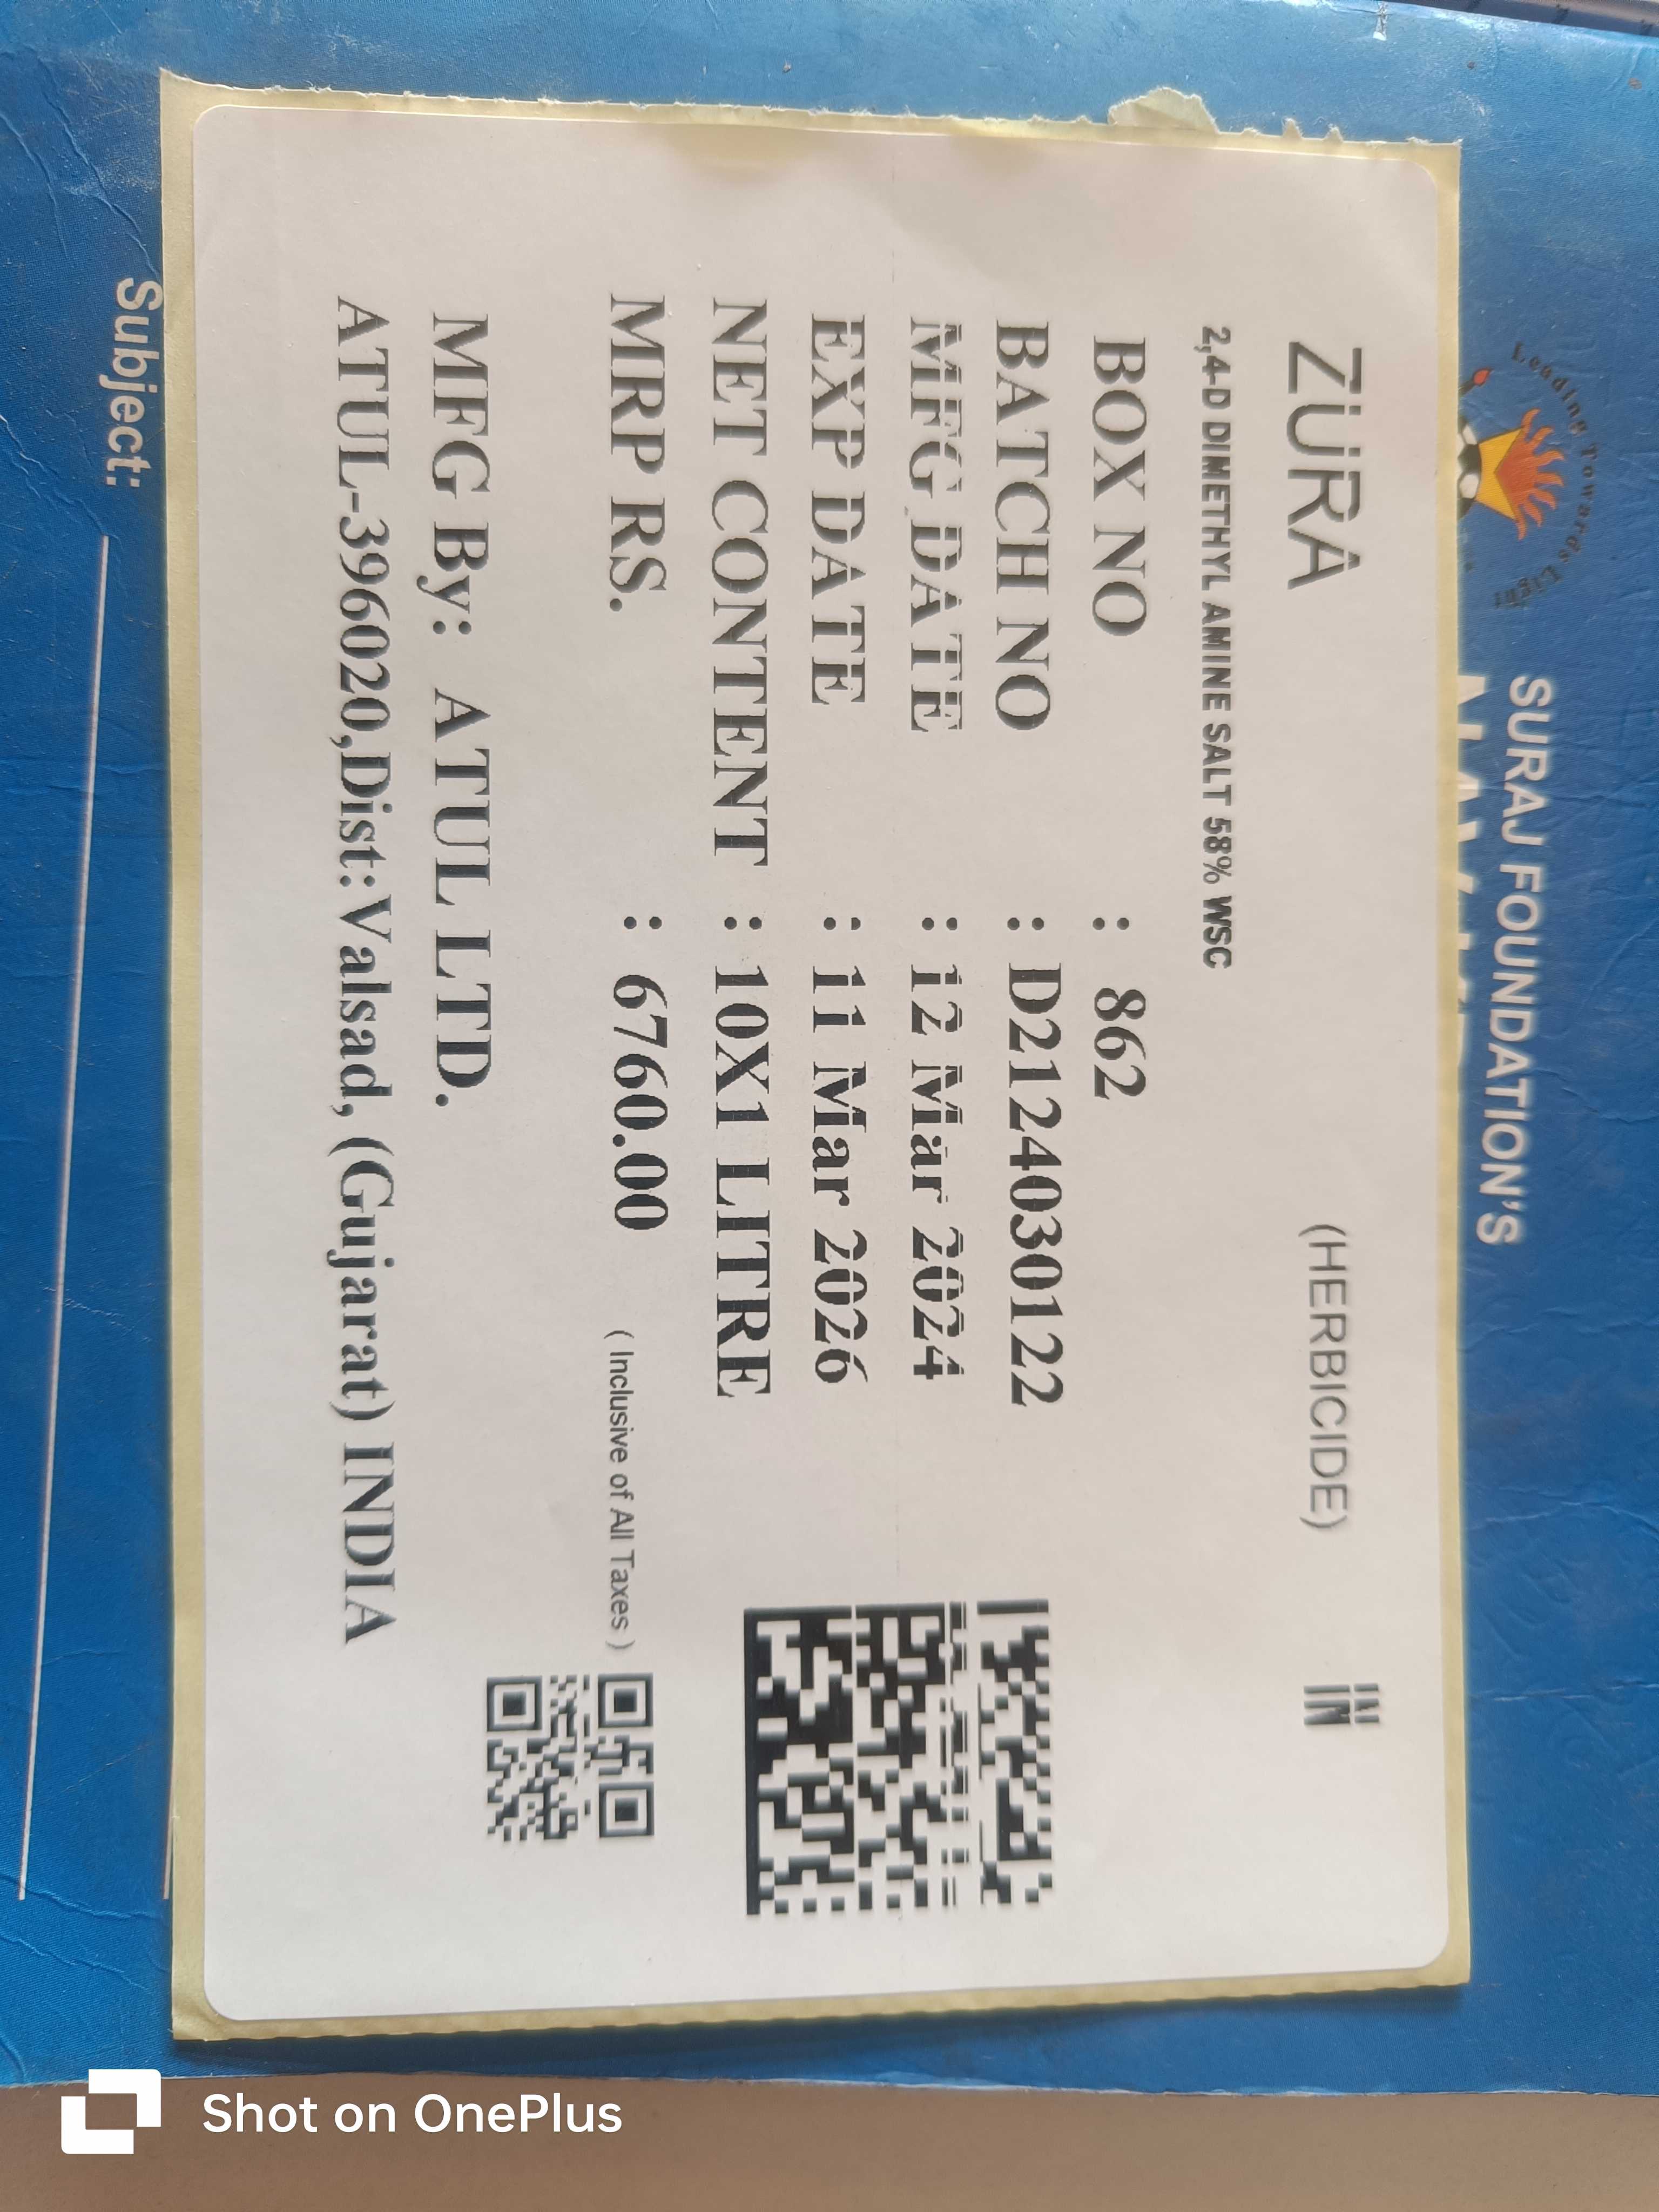 Leading Towards Light
SURAJ FOUNDATION'S
ZURA (HERBICIDE) IN
2,4-D DIMETHYL AMINE SALT 58% WSC
BOX NO : 862
BATCH NO : D2124030122
MFG DATE : 12 Mar 2024
EXP DATE : 11 Mar 2026
NET CONTENT : 10X1 LITRE
MRP RS. : 6760.00 ( Inclusive of All Taxes )
MFG By: ATUL LTD.
ATUL-396020,Dist:Valsad, (Gujarat) INDIA
Subject:
Shot on OnePlus